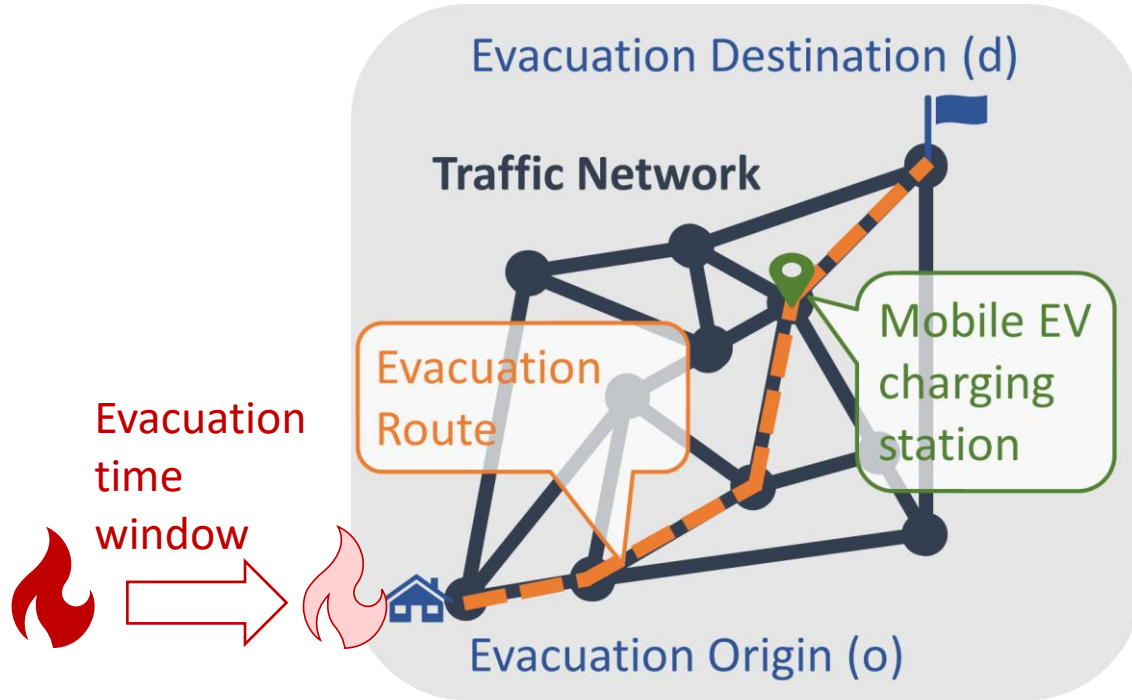 Evacuation Destination (d)
Traffic Network
Evacuation
Route
Mobile EV
charging
station
Evacuation
time
window
Evacuation Origin (o)